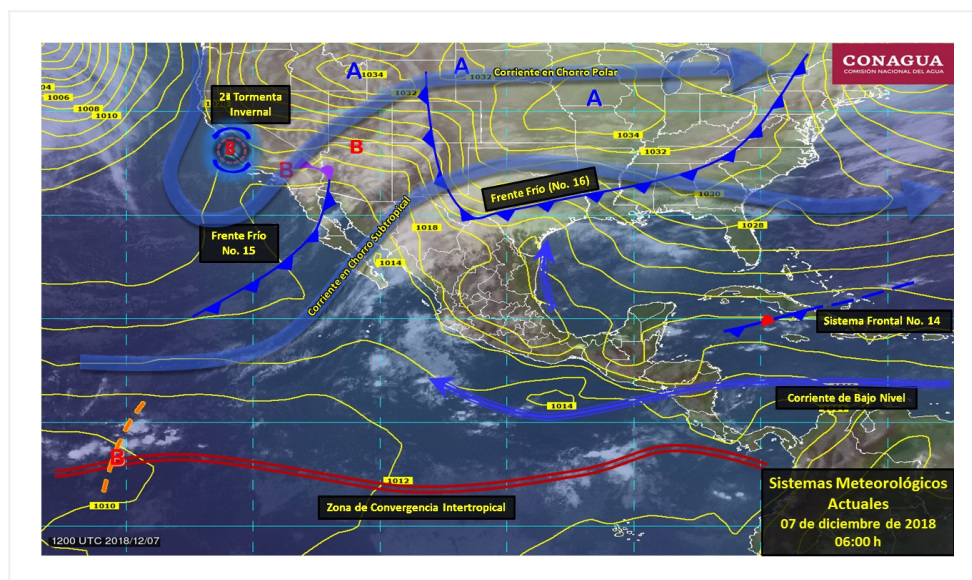 CONAGUA
COMISIÓN NACIONAL DEL AGUA
A
1034
A
1032
Corriente en Chorro Polar
1032
A
1004
1006
1008
1010
2ª Tormenta
Invernal
1034
1032
B
B
B
Frente Frío (No. 16)
1030
Frente Frío
No. 15
1018
1028
1014
Corriente en Chorro Subtropical
Sistema Frontal No. 14
1014
Corriente de Bajo Nivel
B
1012
1010
Zona de Convergencia Intertropical
Sistemas Meteorológicos
Actuales
07 de diciembre de 2018
06:00 h
1200 UTC 2018/12/07